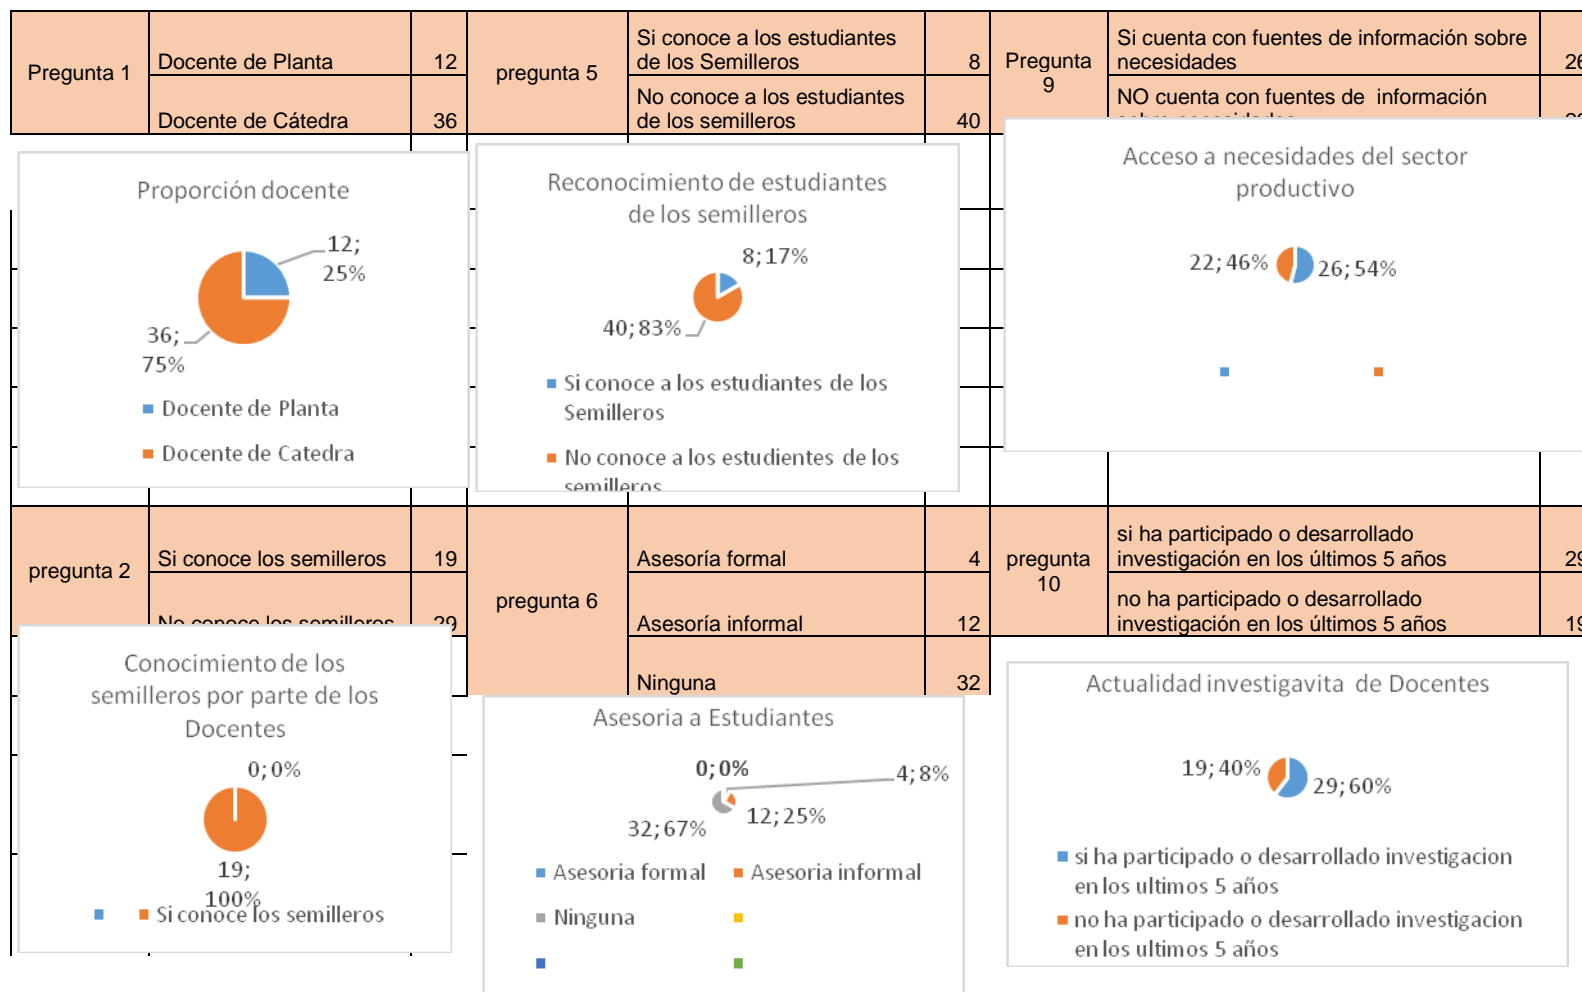 Pregunta 1
Docente de Planta
12
Docente de Cátedra
36
pregunta 5
Si conoce a los estudiantes
de los Semilleros
8
No conoce a los estudiantes
de los semilleros
40
Pregunta
9
Si cuenta con fuentes de información sobre
necesidades
26
NO cuenta con fuentes de información
Proporción docente
12;
25%
36;
75%
Docente de Planta
Docente de Catedra
Reconocimiento de estudiantes
de los semilleros
8; 17%
40; 83%
Si conoce a los estudiantes de los
Semilleros
No conoce a los estudientes de los
semilleros
Acceso a necesidades del sector
productivo
22; 46%
26; 54%
pregunta 2
Si conoce los semilleros
19
No conoce los semilleros
29
pregunta 6
Asesoría formal
4
Asesoría informal
12
Ninguna
32
pregunta
10
si ha participado o desarrollado
investigación en los últimos 5 años
29
no ha participado o desarrollado
investigación en los últimos 5 años
19
Conocimiento de los
semilleros por parte de los
Docentes
0; 0%
19;
100%
Si conoce los semilleros
Asesoria a Estudiantes
0; 0%
4; 8%
12; 25%
32; 67%
Asesoria formal
Asesoria informal
Ninguna
Actualidad investigavita de Docentes
19; 40%
29; 60%
si ha participado o desarrollado investigacion
en los ultimos 5 años
no ha participado o desarrollado investigacion
en los ultimos 5 años